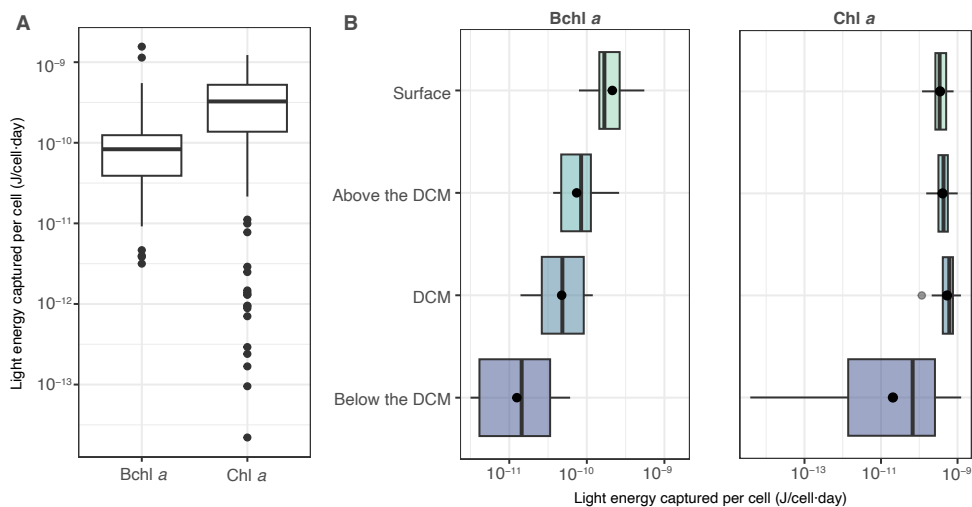 A
Light energy captured per cell (J/cell·day)
10⁻⁹
10⁻¹⁰
10⁻¹¹
10⁻¹²
10⁻¹³
Bchl a
Chl a
B
Bchl a
Chl a
Surface
Above the DCM
DCM
Below the DCM
10⁻¹¹
10⁻¹⁰
10⁻⁹
10⁻¹³
10⁻¹¹
10⁻⁹
Light energy captured per cell (J/cell·day)